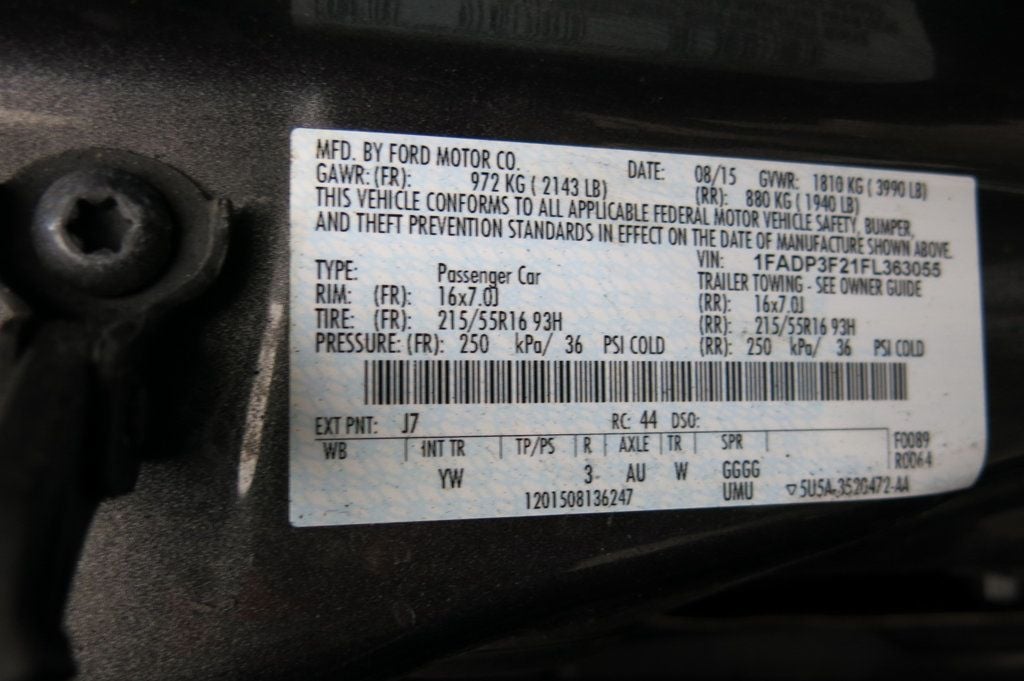 MFD. BY FORD MOTOR CO. DATE: 08/15 GVWR: 1810 KG ( 3990 LB)
GAWR: (FR): 972 KG ( 2143 LB) (RR): 880 KG ( 1940 LB)
THIS VEHICLE CONFORMS TO ALL APPLICABLE FEDERAL MOTOR VEHICLE SAFETY, BUMPER,
AND THEFT PREVENTION STANDARDS IN EFFECT ON THE DATE OF MANUFACTURE SHOWN ABOVE.
VIN: 1FADP3F21FL363055
TYPE: Passenger Car TRAILER TOWING - SEE OWNER GUIDE
RIM: (FR): 16x7.0J (RR): 16x7.0J
TIRE: (FR): 215/55R16 93H (RR): 215/55R16 93H
PRESSURE: (FR): 250 kPa/ 36 PSI COLD (RR): 250 kPa/ 36 PSI COLD
EXT PNT: J7 RC: 44 DSO:
WB INT TR TP/PS R AXLE TR SPR F0089
R0064
YW 3 AU W GGGG
UMU
1201508136247 ▽5U5A-3520472-AA